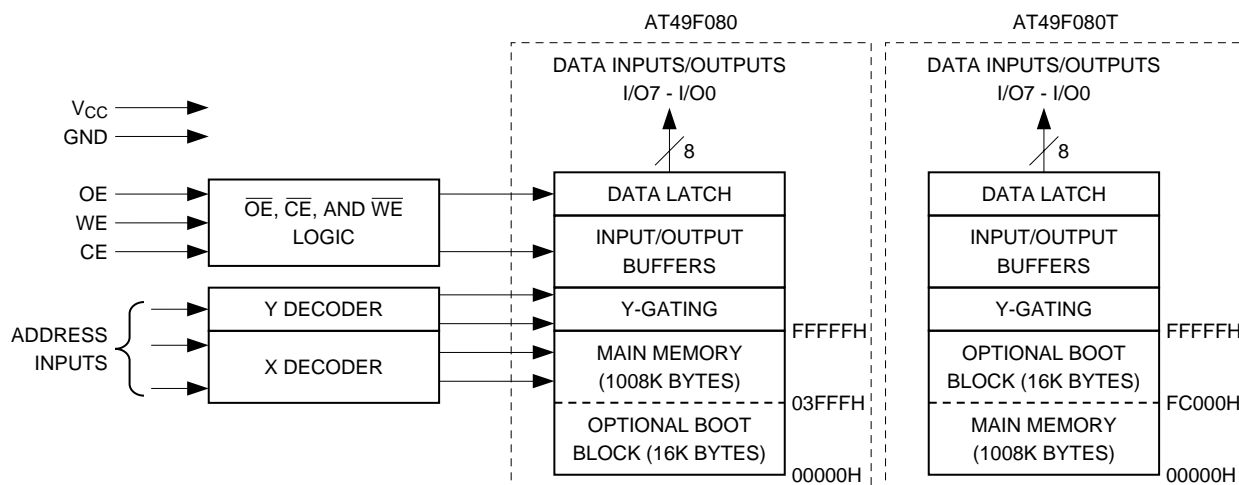 AT49F080
AT49F080T
DATA INPUTS/OUTPUTS
I/O7 - I/O0
8
DATA INPUTS/OUTPUTS
I/O7 - I/O0
8
VCC
GND
OE
WE
CE
OE, CE, AND WE
LOGIC
ADDRESS
INPUTS
Y DECODER
X DECODER
DATA LATCH
INPUT/OUTPUT
BUFFERS
Y-GATING
MAIN MEMORY
(1008K BYTES)
OPTIONAL BOOT
BLOCK (16K BYTES)
FFFFFH
03FFFH
00000H
DATA LATCH
INPUT/OUTPUT
BUFFERS
Y-GATING
OPTIONAL BOOT
BLOCK (16K BYTES)
MAIN MEMORY
(1008K BYTES)
FFFFFH
FC000H
00000H